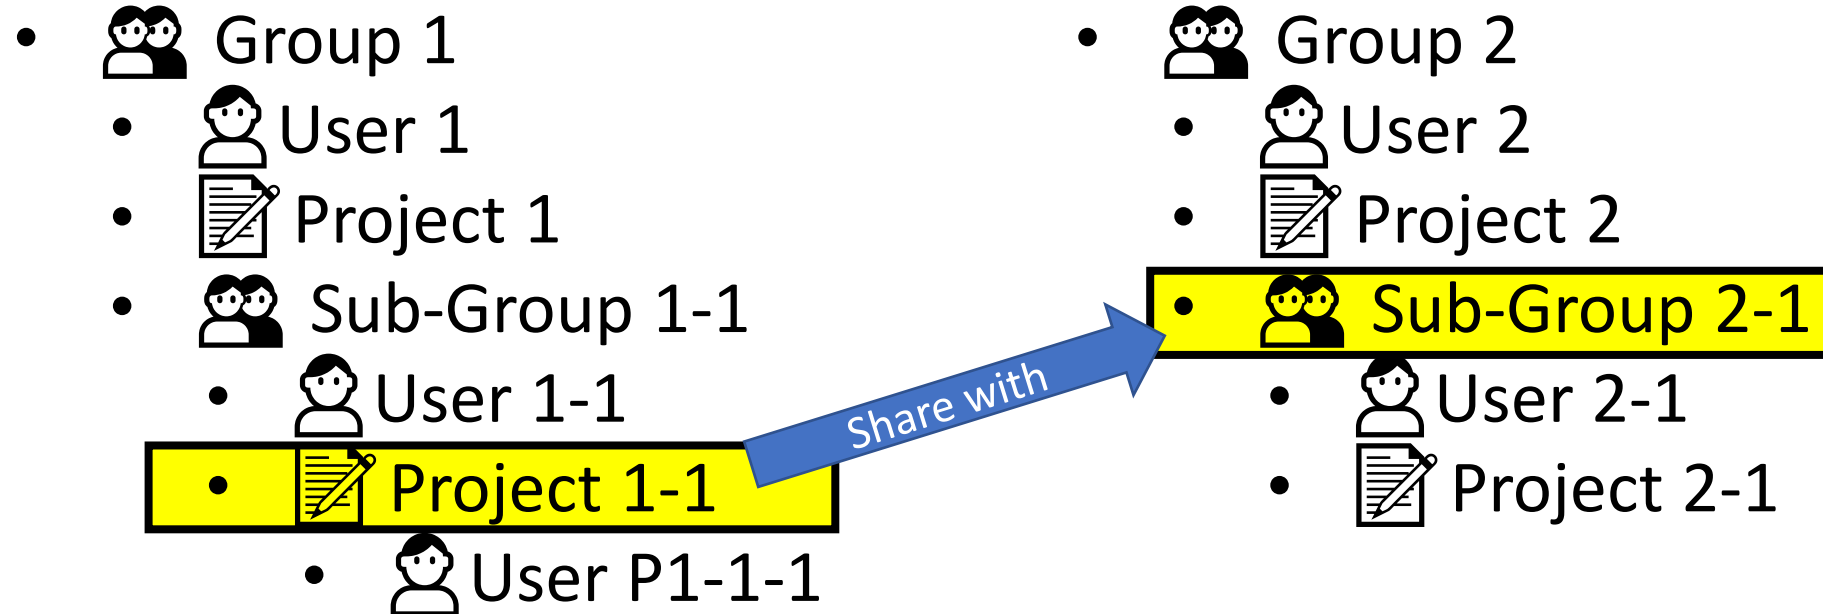 Group 1
User 1
Project 1
Sub-Group 1-1
User 1-1
Project 1-1
User P1-1-1
Share with
Group 2
User 2
Project 2
Sub-Group 2-1
User 2-1
Project 2-1